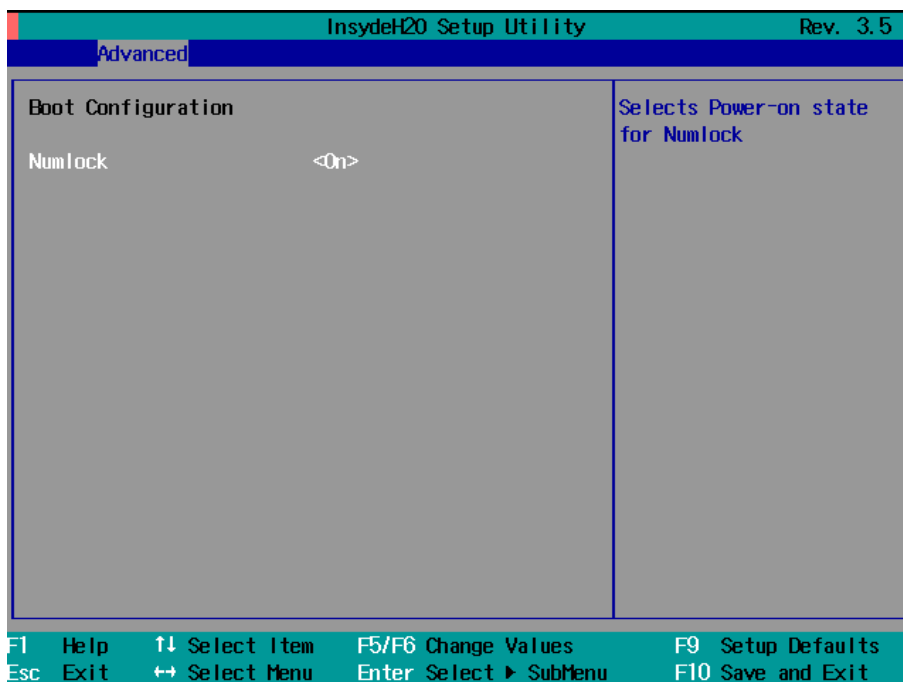 InsydeH2O Setup Utility Rev. 3.5
Advanced
Boot Configuration
Numlock <On>
Selects Power-on state
for Numlock
F1 Help ↑↓ Select Item F5/F6 Change Values F9 Setup Defaults
Esc Exit ↔ Select Menu Enter Select ▶ SubMenu F10 Save and Exit